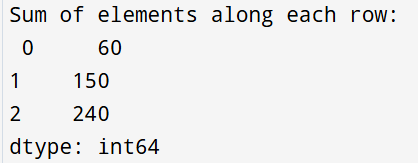 Sum of elements along each row:
 0     60
1    150
2    240
dtype: int64